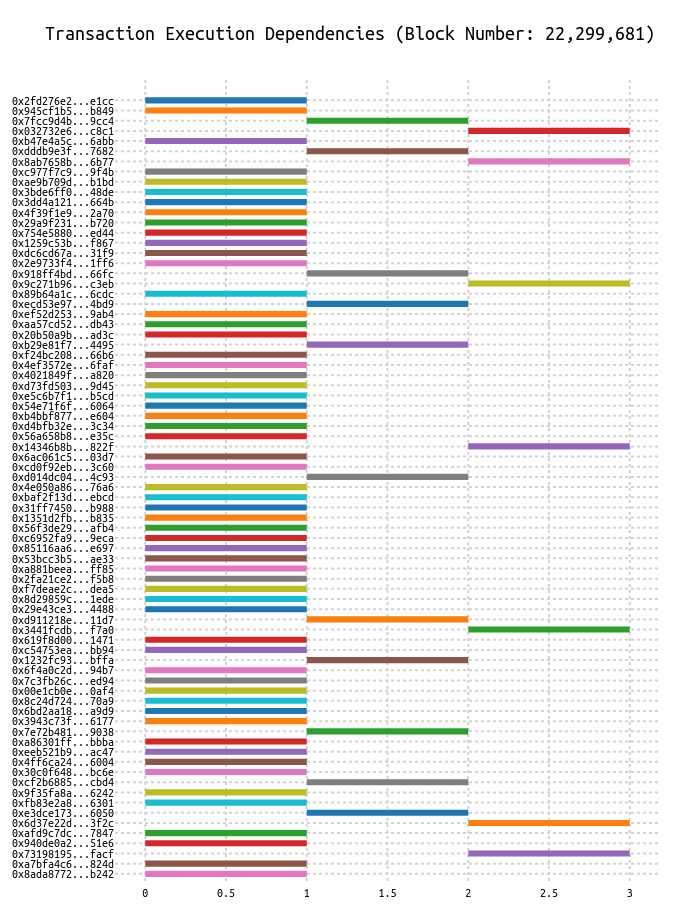 Transaction Execution Dependencies (Block Number: 22,299,681)
0x2fd276e2...e1cc
0x945cf1b5...b849
0x7fcc9d4b...9cc4
0x032732e6...c8c1
0xb47e4a5c...6abb
0xdddb9e3f...7682
0x8ab7658b...6b77
0xc977f7c9...9f4b
0xae9b709d...b1bd
0x3bde6ff0...48de
0x3dd4a121...664b
0x4f39f1e9...2a70
0x29a9f231...b720
0x754e5880...ed44
0x1259c53b...f867
0xdc6cd67a...31f9
0x2e9733f4...1ff6
0x918ff4bd...66fc
0x9c271b96...c3eb
0x89b64a1c...6cdc
0xecd53e97...4bd9
0xef52d253...9ab4
0xaa57cd52...db43
0x20b50a9b...ad3c
0xb29e81f7...4495
0xf24bc208...66b6
0x4ef3572e...6faf
0x4021849f...a820
0xd73fd503...9d45
0xe5c6b7f1...b5cd
0x54e71f6f...6064
0xb4bbf877...e604
0xd4bfb32e...3c34
0x56a658b8...e35c
0x14346b8b...822f
0x6ac061c5...03d7
0xcd0f92eb...3c60
0xd014dc04...4c93
0x4e050a86...76a6
0xbaf2f13d...ebcd
0x31ff7450...b988
0x1351d2fb...b835
0x56f3de29...afb4
0xc6952fa9...9eca
0x85116aa6...e697
0x53bcc3b5...ae33
0xa881beea...ff85
0x2fa21ce2...f5b8
0xf7deae2c...dea5
0x8d29859c...1ede
0x29e43ce3...4488
0xd911218e...11d7
0x3441fcdb...f7a0
0x619f8d00...1471
0xc54753ea...bb94
0x1232fc93...bffa
0x6f4a0c2d...94b7
0x7c3fb26c...ed94
0x00e1cb0e...0af4
0x8c24d724...70a9
0x6bd2aa18...a9d9
0x3943c73f...6177
0x7e72b481...9038
0xa86301ff...bbba
0xeeb521b9...ac47
0x4ff6ca24...6004
0x30c0f648...bc6e
0xcf2b6885...cbd4
0x9f35fa8a...6242
0xfb83e2a8...6301
0xe3dce173...6050
0x6d37e22d...3f2c
0xafd9c7dc...7847
0x940de0a2...51e6
0x73198195...facf
0xa7bfa4c6...824d
0x8ada8772...b242
0 0.5 1 1.5 2 2.5 3